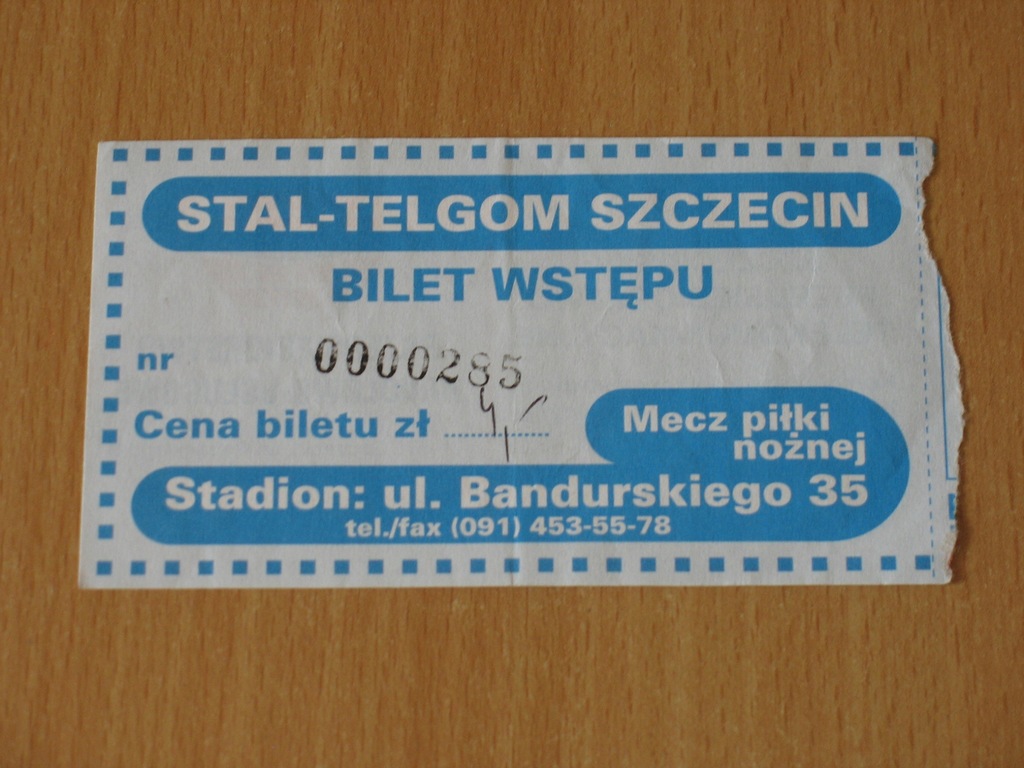 STAL-TELGOM SZCZECIN
BILET WSTĘPU
nr 0000285
Cena biletu zł 4,-
Mecz piłki
nożnej
Stadion: ul. Bandurskiego 35
tel./fax (091) 453-55-78